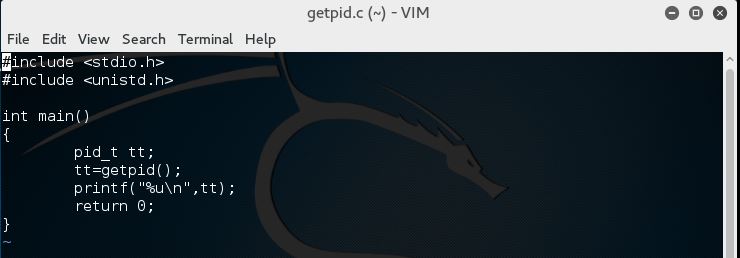 getpid.c (~) - VIM
File Edit View Search Terminal Help
#include <stdio.h>
#include <unistd.h>
int main()
{
        pid_t tt;
        tt=getpid();
        printf("%u\n",tt);
        return 0;
}
~